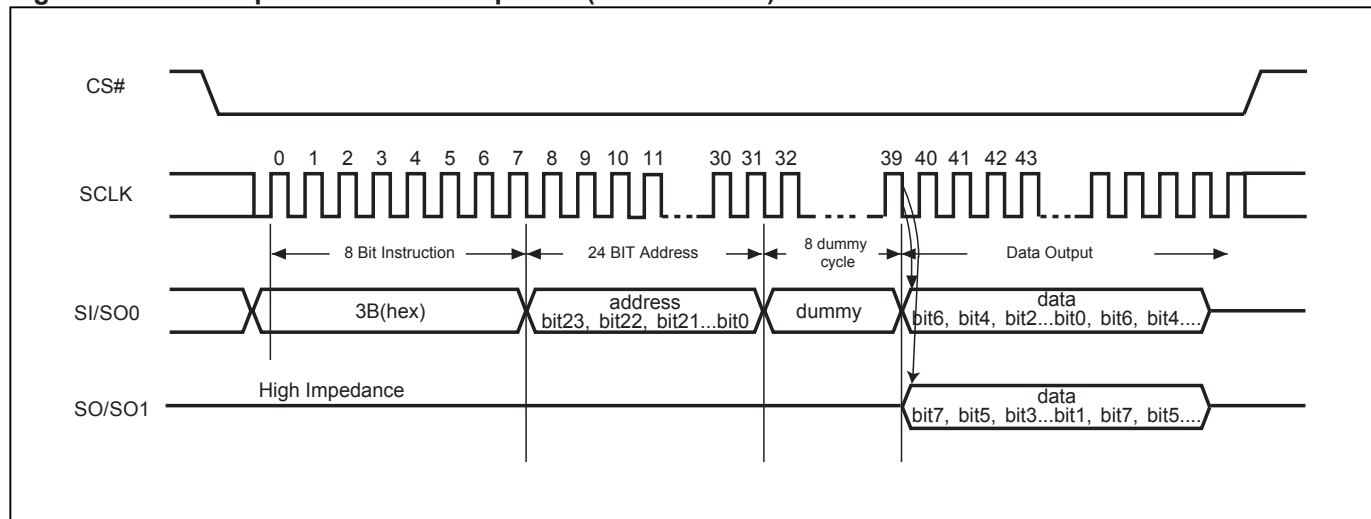 CS#
0 1 2 3 4 5 6 7 8 9 10 11 30 31 32 39 40 41 42 43
SCLK
8 Bit Instruction 24 BIT Address 8 dummy cycle Data Output
SI/SO0 3B(hex) address dummy data
bit23, bit22, bit21...bit0 bit6, bit4, bit2...bit0, bit6, bit4....
High Impedance
SO/SO1 data
bit7, bit5, bit3...bit1, bit7, bit5....